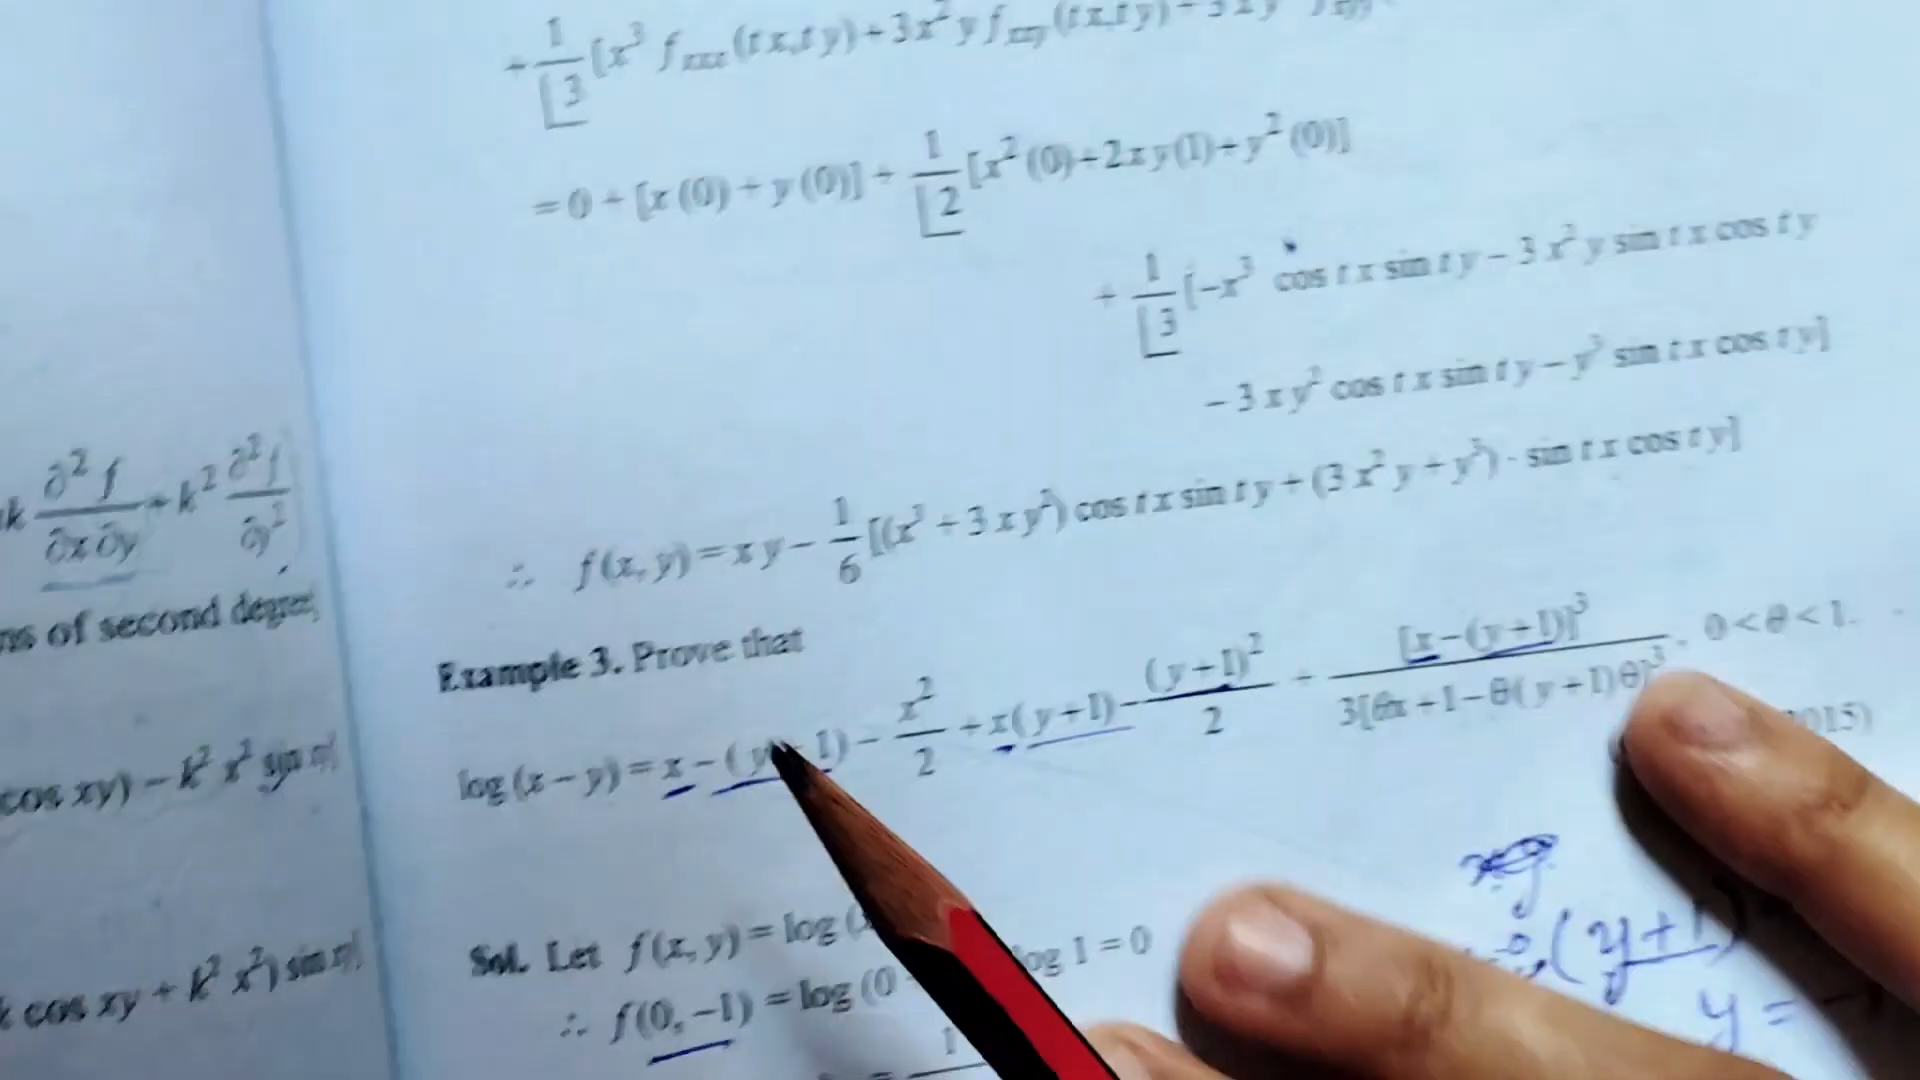 + 1/⌊3 [x³ fₓₓₓ(tx,ty)+3x²y fₓₓᵧ(tx,ty)+3xy
=0+[x(0)+y(0)]+ 1/⌊2 [x²(0)+2xy(1)+y²(0)]
+ 1/⌊3 [-x³ cos tx sin ty - 3x²y sin tx cos ty
- 3xy² cos tx sin ty - y³ sin tx cos ty]
∴ f(x, y)=xy- 1/6 [(x³+3xy²) cos tx sin ty+(3x²y+y³)· sin tx cos ty]
Example 3. Prove that
log(x-y)=x-(y+1)- x²/2 +x(y+1)- (y+1)²/2 + [x-(y+1)]³/3[θx+1-θ(y+1)θ]³, 0<θ<1.
015)
Sol. Let f(x, y)=log (
∴ f(0,-1)=log(0 log 1=0
1
k ∂²f/∂x∂y + k² ∂²f/∂y²
ns of second degree
cos xy) - k² x² sin
k cos xy + k² x²) sin
(y+1)
y = -